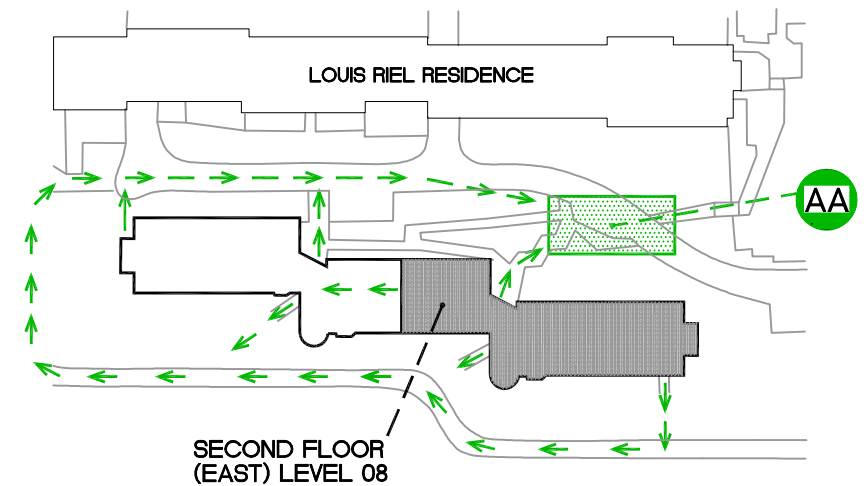 LOUIS RIEL RESIDENCE
AA
SECOND FLOOR
(EAST) LEVEL 08